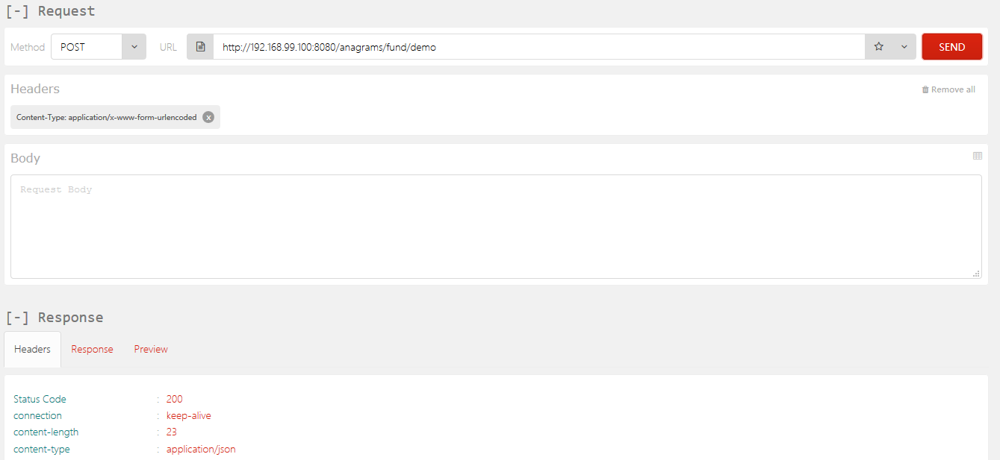 [-] Request
Method POST URL http://192.168.99.100:8080/anagrams/fund/demo SEND
Headers Remove all
Content-Type: application/x-www-form-urlencoded x
Body
Request Body
[-] Response
Headers Response Preview
Status Code : 200
connection : keep-alive
content-length : 23
content-type : application/json